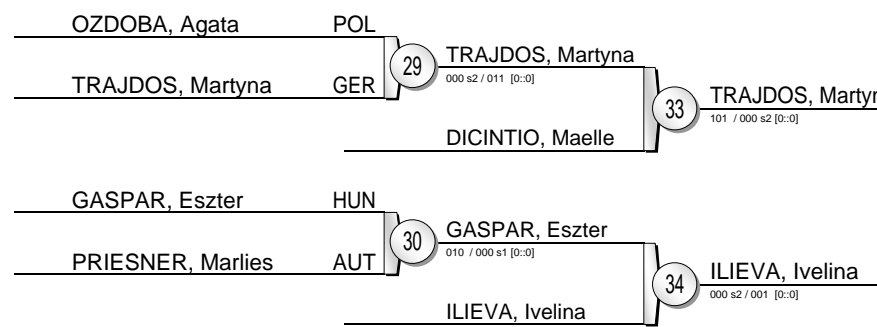 OZDOBA, Agata POL
29
TRAJDOS, Martyna
000 s2 / 011 [0::0]
TRAJDOS, Martyna GER
33
TRAJDOS, Martyr
101 / 000 s2 [0::0]
DICINTIO, Maelle
GASPAR, Eszter HUN
30
GASPAR, Eszter
010 / 000 s1 [0::0]
PRIESNER, Marlies AUT
34
ILIEVA, Ivelina
000 s2 / 001 [0::0]
ILIEVA, Ivelina